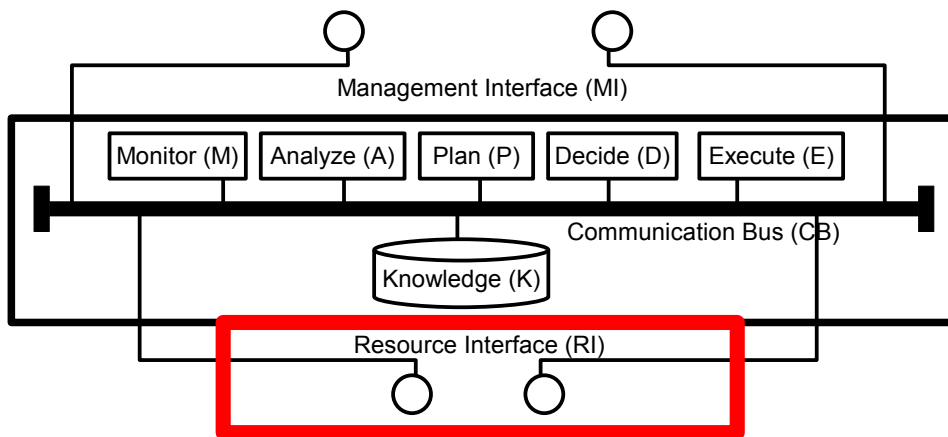 Management Interface (MI)
Monitor (M)
Analyze (A)
Plan (P)
Decide (D)
Execute (E)
Communication Bus (CB)
Knowledge (K)
Resource Interface (RI)